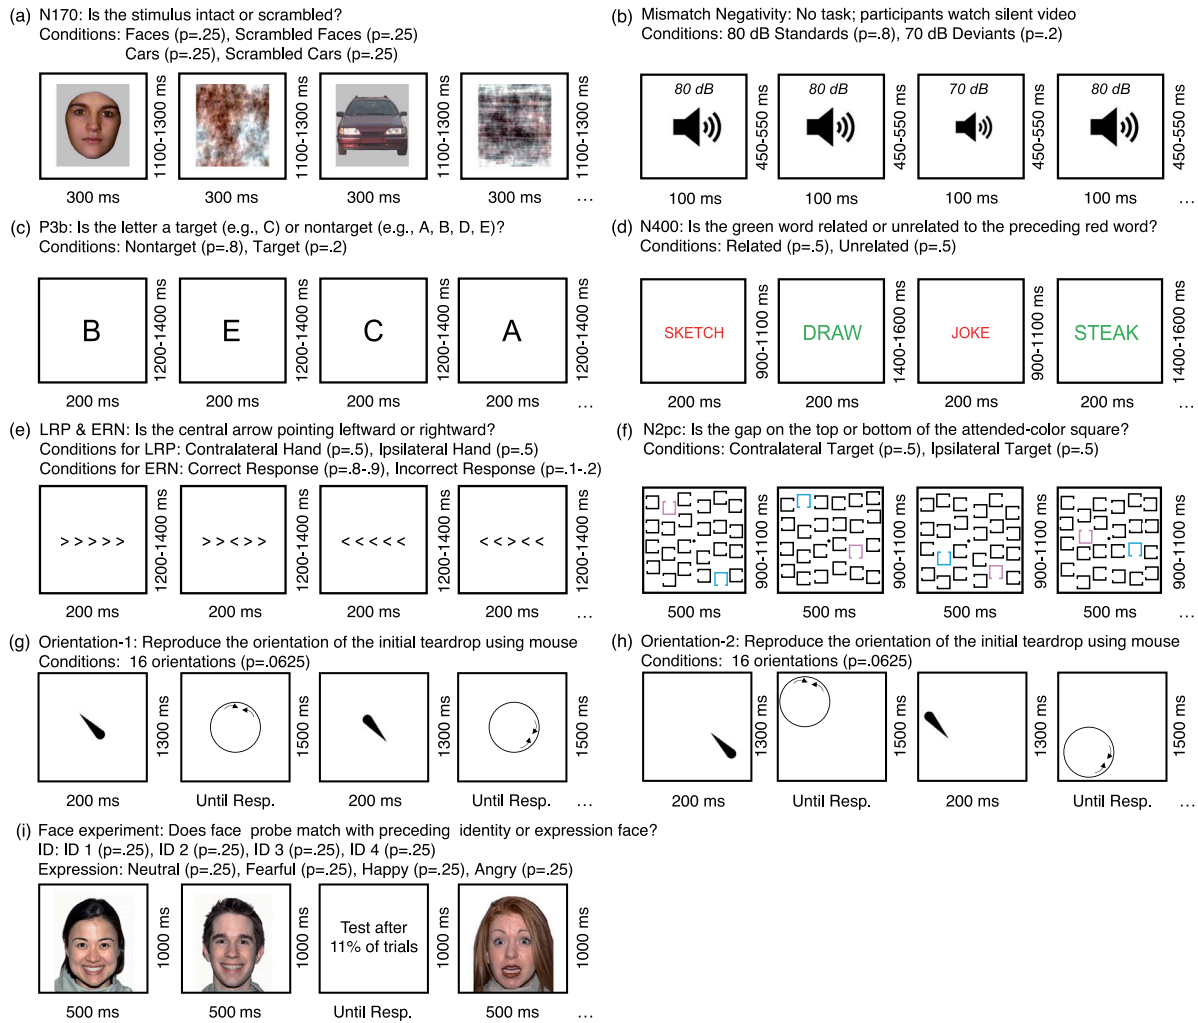 (a) N170: Is the stimulus intact or scrambled?
Conditions: Faces (p=.25), Scrambled Faces (p=.25)
Cars (p=.25), Scrambled Cars (p=.25)
1100-1300 ms
1100-1300 ms
1100-1300 ms
1100-1300 ms
300 ms
300 ms
300 ms
300 ms
...
(b) Mismatch Negativity: No task; participants watch silent video
Conditions: 80 dB Standards (p=.8), 70 dB Deviants (p=.2)
80 dB
80 dB
70 dB
80 dB
450-550 ms
450-550 ms
450-550 ms
450-550 ms
100 ms
100 ms
100 ms
100 ms
...
(c) P3b: Is the letter a target (e.g., C) or nontarget (e.g., A, B, D, E)?
Conditions: Nontarget (p=.8), Target (p=.2)
B
E
C
A
1200-1400 ms
1200-1400 ms
1200-1400 ms
1200-1400 ms
200 ms
200 ms
200 ms
200 ms
...
(d) N400: Is the green word related or unrelated to the preceding red word?
Conditions: Related (p=.5), Unrelated (p=.5)
SKETCH
DRAW
JOKE
STEAK
900-1100 ms
1400-1600 ms
900-1100 ms
1400-1600 ms
200 ms
200 ms
200 ms
200 ms
...
(e) LRP & ERN: Is the central arrow pointing leftward or rightward?
Conditions for LRP: Contralateral Hand (p=.5), Ipsilateral Hand (p=.5)
Conditions for ERN: Correct Response (p=.8-.9), Incorrect Response (p=.1-.2)
> > > > >
> > < > >
< < < < <
< < > < <
1200-1400 ms
1200-1400 ms
1200-1400 ms
1200-1400 ms
200 ms
200 ms
200 ms
200 ms
...
(f) N2pc: Is the gap on the top or bottom of the attended-color square?
Conditions: Contralateral Target (p=.5), Ipsilateral Target (p=.5)
900-1100 ms
900-1100 ms
900-1100 ms
900-1100 ms
500 ms
500 ms
500 ms
500 ms
...
(g) Orientation-1: Reproduce the orientation of the initial teardrop using mouse
Conditions: 16 orientations (p=.0625)
1300 ms
1500 ms
1300 ms
1500 ms
200 ms
Until Resp.
200 ms
Until Resp.
...
(h) Orientation-2: Reproduce the orientation of the initial teardrop using mouse
Conditions: 16 orientations (p=.0625)
1300 ms
1500 ms
1300 ms
1500 ms
200 ms
Until Resp.
200 ms
Until Resp.
...
(i) Face experiment: Does face probe match with preceding identity or expression face?
ID: ID 1 (p=.25), ID 2 (p=.25), ID 3 (p=.25), ID 4 (p=.25)
Expression: Neutral (p=.25), Fearful (p=.25), Happy (p=.25), Angry (p=.25)
Test after
11% of trials
1000 ms
1000 ms
1000 ms
1000 ms
500 ms
500 ms
Until Resp.
500 ms
...